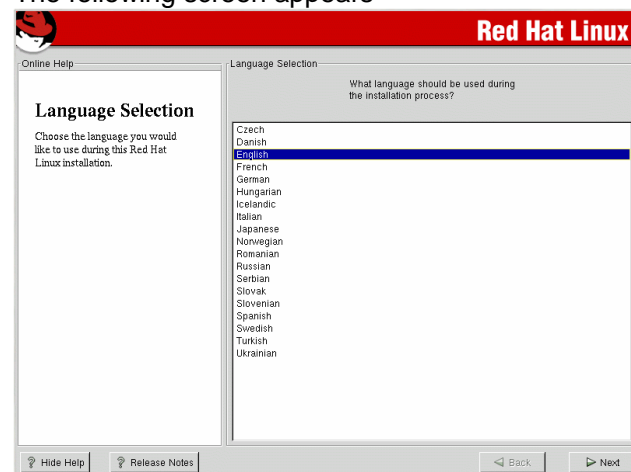 The following screen appears
Red Hat Linux
Online Help
Language Selection
Choose the language you would
like to use during this Red Hat
Linux installation.
Language Selection
What language should be used during
the installation process?
Czech
Danish
English
French
German
Hungarian
Icelandic
Italian
Japanese
Norwegian
Romanian
Russian
Serbian
Slovak
Slovenian
Spanish
Swedish
Turkish
Ukrainian
? Hide Help
? Release Notes
Back
Next